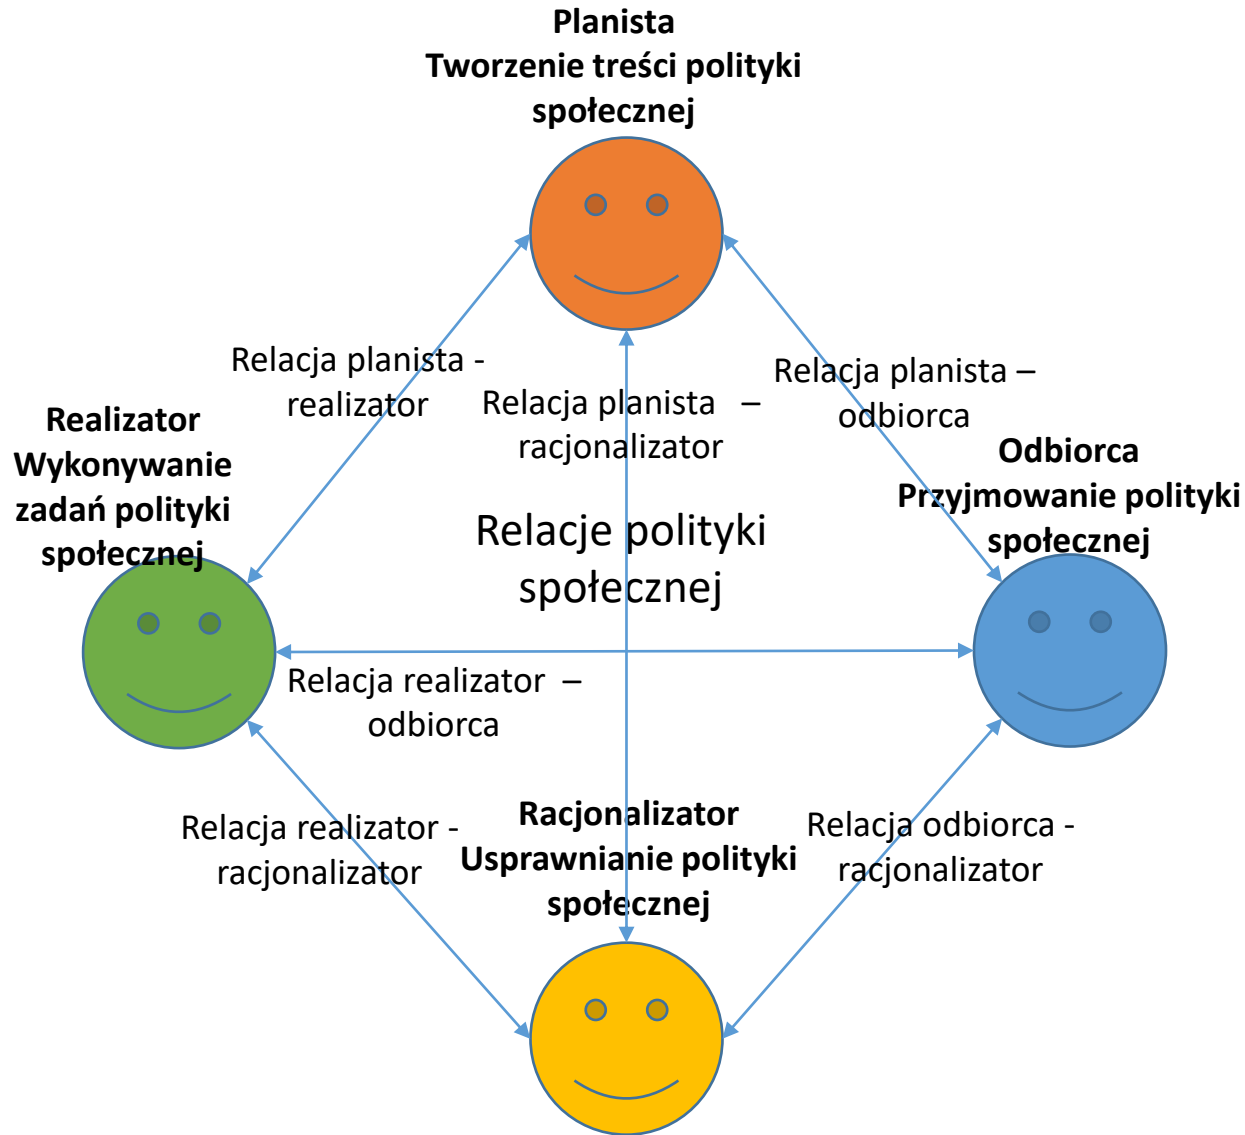 Planista
Tworzenie treści polityki
społecznej
Relacja planista -
realizator
Relacja planista –
racjonalizator
Relacja planista –
odbiorca
Realizator
Wykonywanie
zadań polityki
społecznej
Odbiorca
Przyjmowanie polityki
społecznej
Relacje polityki
społecznej
Relacja realizator –
odbiorca
Relacja realizator -
racjonalizator
Racjonalizator
Usprawnianie polityki
społecznej
Relacja odbiorca -
racjonalizator